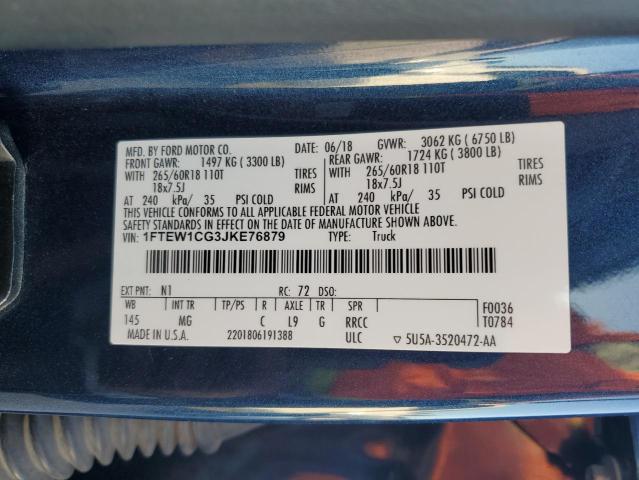 MFD. BY FORD MOTOR CO. DATE: 06/18 GVWR: 3062 KG ( 6750 LB)
FRONT GAWR: 1497 KG ( 3300 LB) REAR GAWR: 1724 KG ( 3800 LB)
WITH 265/60R18 110T TIRES WITH 265/60R18 110T TIRES
18x7.5J RIMS 18x7.5J RIMS
AT 240 kPa/ 35 PSI COLD AT 240 kPa/ 35 PSI COLD
THIS VEHICLE CONFORMS TO ALL APPLICABLE FEDERAL MOTOR VEHICLE
SAFETY STANDARDS IN EFFECT ON THE DATE OF MANUFACTURE SHOWN ABOVE.
VIN: 1FTEW1CG3JKE76879 TYPE: Truck
EXT PNT: N1 RC: 72 DSO: F0036
WB INT TR TP/PS R AXLE TR SPR T0784
145 MG C L9 G RRCC
MADE IN U.S.A. 2201806191388 ULC ▽ 5U5A-3520472-AA